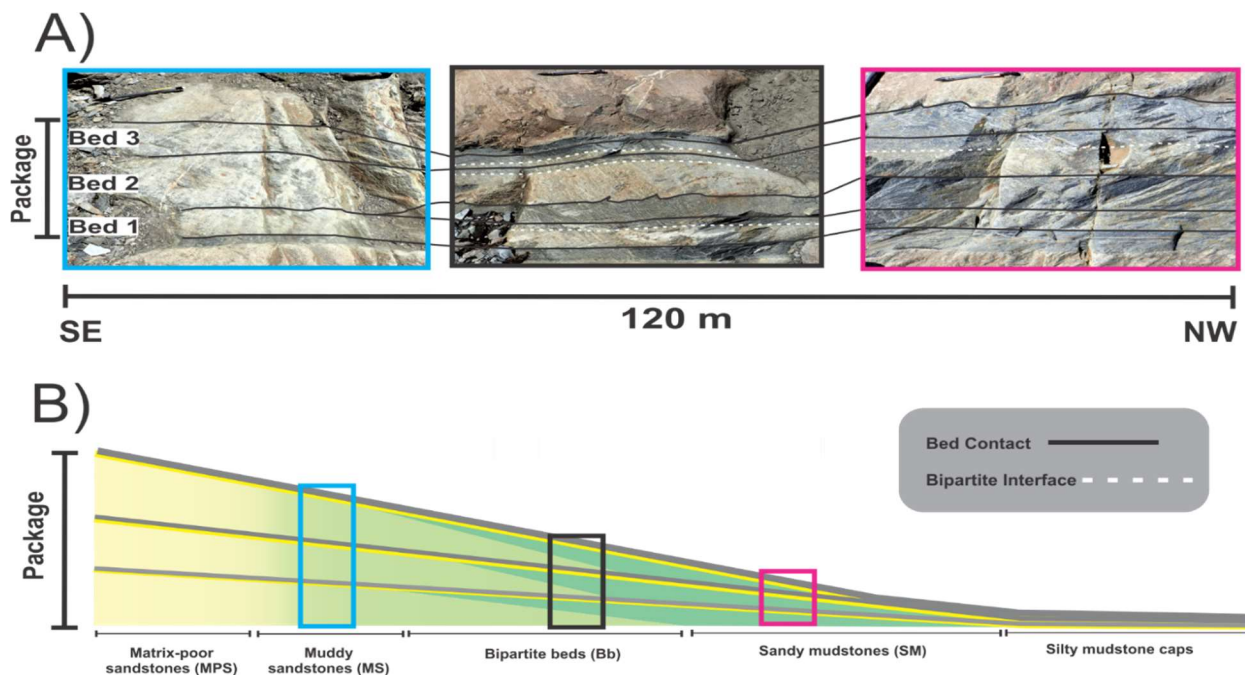 A)
Package
Bed 3
Bed 2
Bed 1
120 m
SE
NW
B)
Package
Bed Contact
Bipartite Interface
Matrix-poor
sandstones (MPS)
Muddy
sandstones (MS)
Bipartite beds (Bb)
Sandy mudstones (SM)
Silty mudstone caps